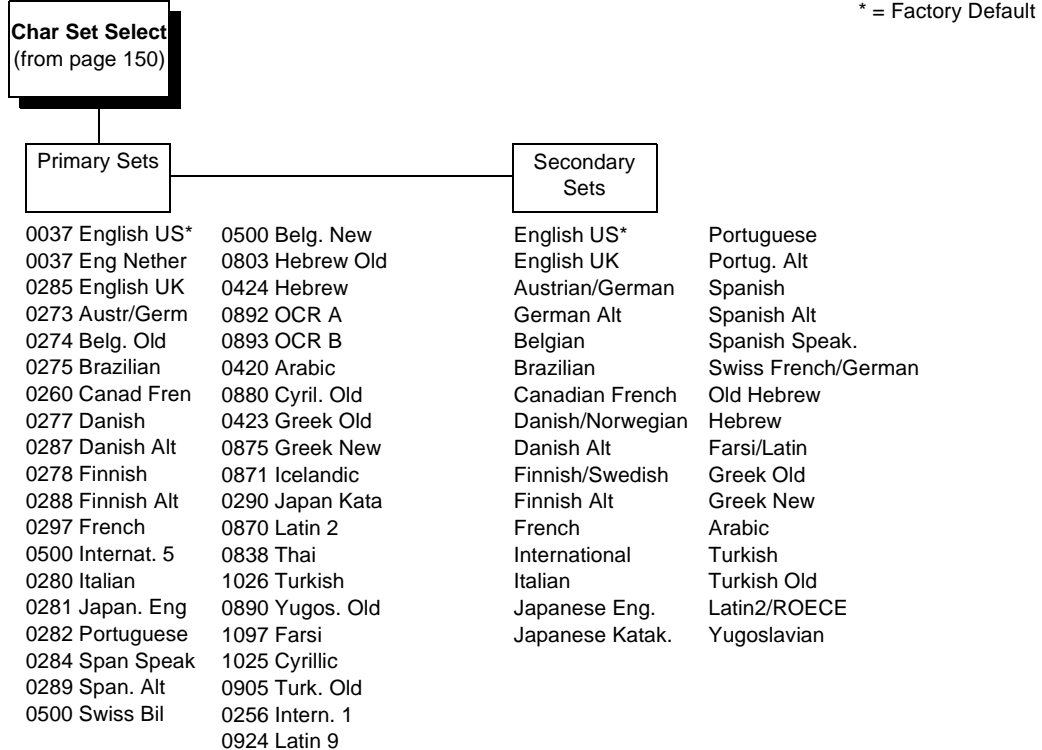 * = Factory Default
Char Set Select
(from page 150)
Primary Sets
0037 English US*
0037 Eng Nether
0285 English UK
0273 Austr/Germ
0274 Belg. Old
0275 Brazilian
0260 Canad Fren
0277 Danish
0287 Danish Alt
0278 Finnish
0288 Finnish Alt
0297 French
0500 Internat. 5
0280 Italian
0281 Japan. Eng
0282 Portuguese
0284 Span Speak
0289 Span. Alt
0500 Swiss Bil
0500 Belg. New
0803 Hebrew Old
0424 Hebrew
0892 OCR A
0893 OCR B
0420 Arabic
0880 Cyril. Old
0423 Greek Old
0875 Greek New
0871 Icelandic
0290 Japan Kata
0870 Latin 2
0838 Thai
1026 Turkish
0890 Yugos. Old
1097 Farsi
1025 Cyrillic
0905 Turk. Old
0256 Intern. 1
0924 Latin 9
Secondary
Sets
English US*
English UK
Austrian/German
German Alt
Belgian
Brazilian
Canadian French
Danish/Norwegian
Danish Alt
Finnish/Swedish
Finnish Alt
French
International
Italian
Japanese Eng.
Japanese Katak.
Portuguese
Portug. Alt
Spanish
Spanish Alt
Spanish Speak.
Swiss French/German
Old Hebrew
Hebrew
Farsi/Latin
Greek Old
Greek New
Arabic
Turkish
Turkish Old
Latin2/ROECE
Yugoslavian